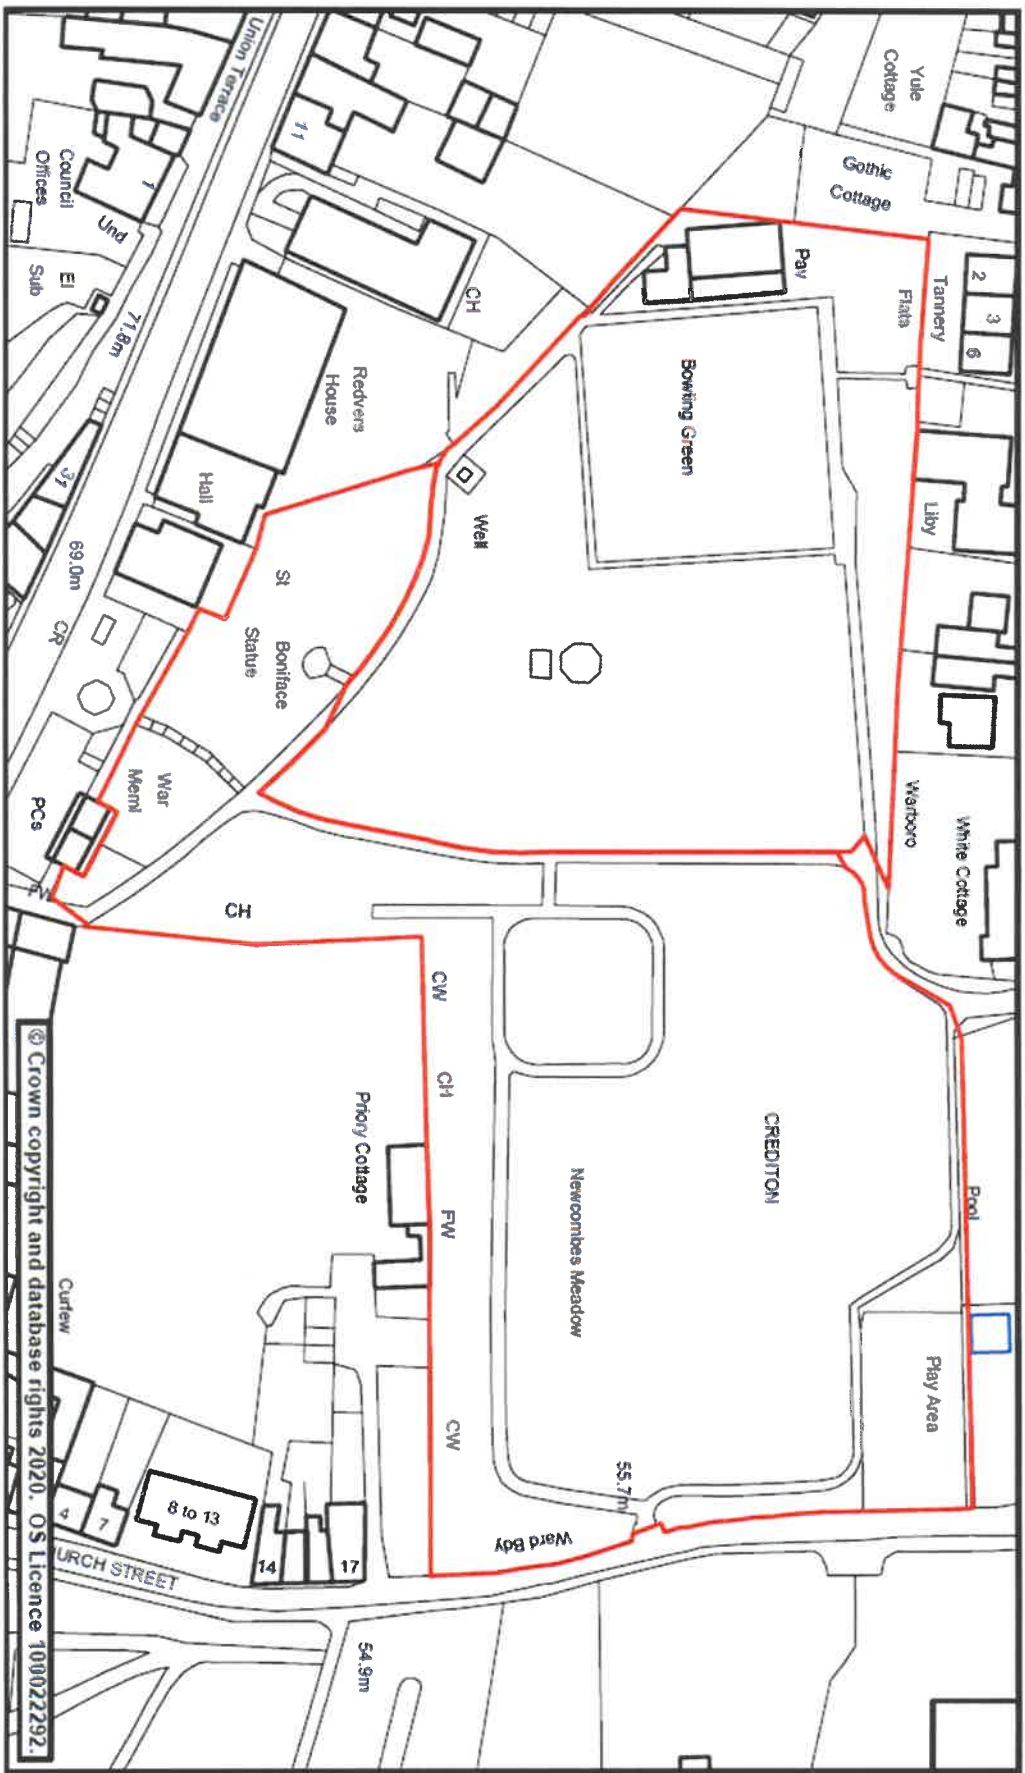 Yule
Cottage
Gothic
Cottage
2
3
6
Tannery
Flats
Pav
Bowling Green
Liby
Well
White Cottage
Warboro
Union Terrace
11
CH
Redvers
House
Hall
1
Council
Offices
Und
El
Sub
71.8m
31
69.0m
CR
St
Boniface
Statue
War
Meml
PCs
FW
CH
CW
CH
FW
CW
Priory Cottage
CREDITON
Newcombes Meadow
Pool
Play Area
55.7m
Ward Bdy
Curfew
4
7
8 to 13
14
17
URCH STREET
54.9m
© Crown copyright and database rights 2020. OS Licence 100022292.